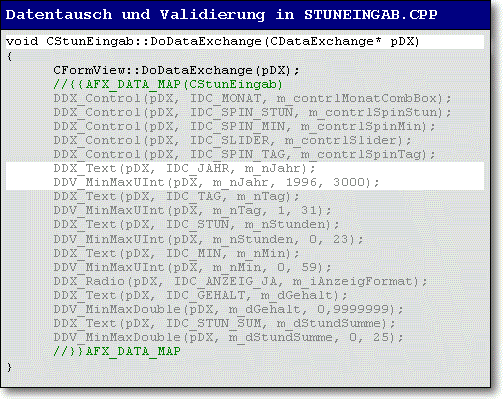 Datentausch und Validierung in STUNEINGAB.CPP
void CStunEingab::DoDataExchange(CDataExchange* pDX)
{
CFormView::DoDataExchange(pDX);
//{{AFX_DATA_MAP(CStunEingab)
DDX_Control(pDX, IDC_MONAT, m_contrlMonatCombBox);
DDX_Control(pDX, IDC_SPIN_STUN, m_contrlSpinStun);
DDX_Control(pDX, IDC_SPIN_MIN, m_contrlSpinMin);
DDX_Control(pDX, IDC_SLIDER, m_contrlSlider);
DDX_Control(pDX, IDC_SPIN_TAG, m_contrlSpinTag);
DDX_Text(pDX, IDC_JAHR, m_nJahr);
DDV_MinMaxUInt(pDX, m_nJahr, 1996, 3000);
DDX_Text(pDX, IDC_TAG, m_nTag);
DDV_MinMaxUInt(pDX, m_nTag, 1, 31);
DDX_Text(pDX, IDC_STUN, m_nStunden);
DDV_MinMaxUInt(pDX, m_nStunden, 0, 23);
DDX_Text(pDX, IDC_MIN, m_nMin);
DDV_MinMaxUInt(pDX, m_nMin, 0, 59);
DDX_Radio(pDX, IDC_ANZEIG_JA, m_iAnzeigFormat);
DDX_Text(pDX, IDC_GEHALT, m_dGehalt);
DDV_MinMaxDouble(pDX, m_dGehalt, 0,9999999);
DDX_Text(pDX, IDC_STUN_SUM, m_dStundSumme);
DDV_MinMaxDouble(pDX, m_dStundSumme, 0, 25);
//}}AFX_DATA_MAP
}